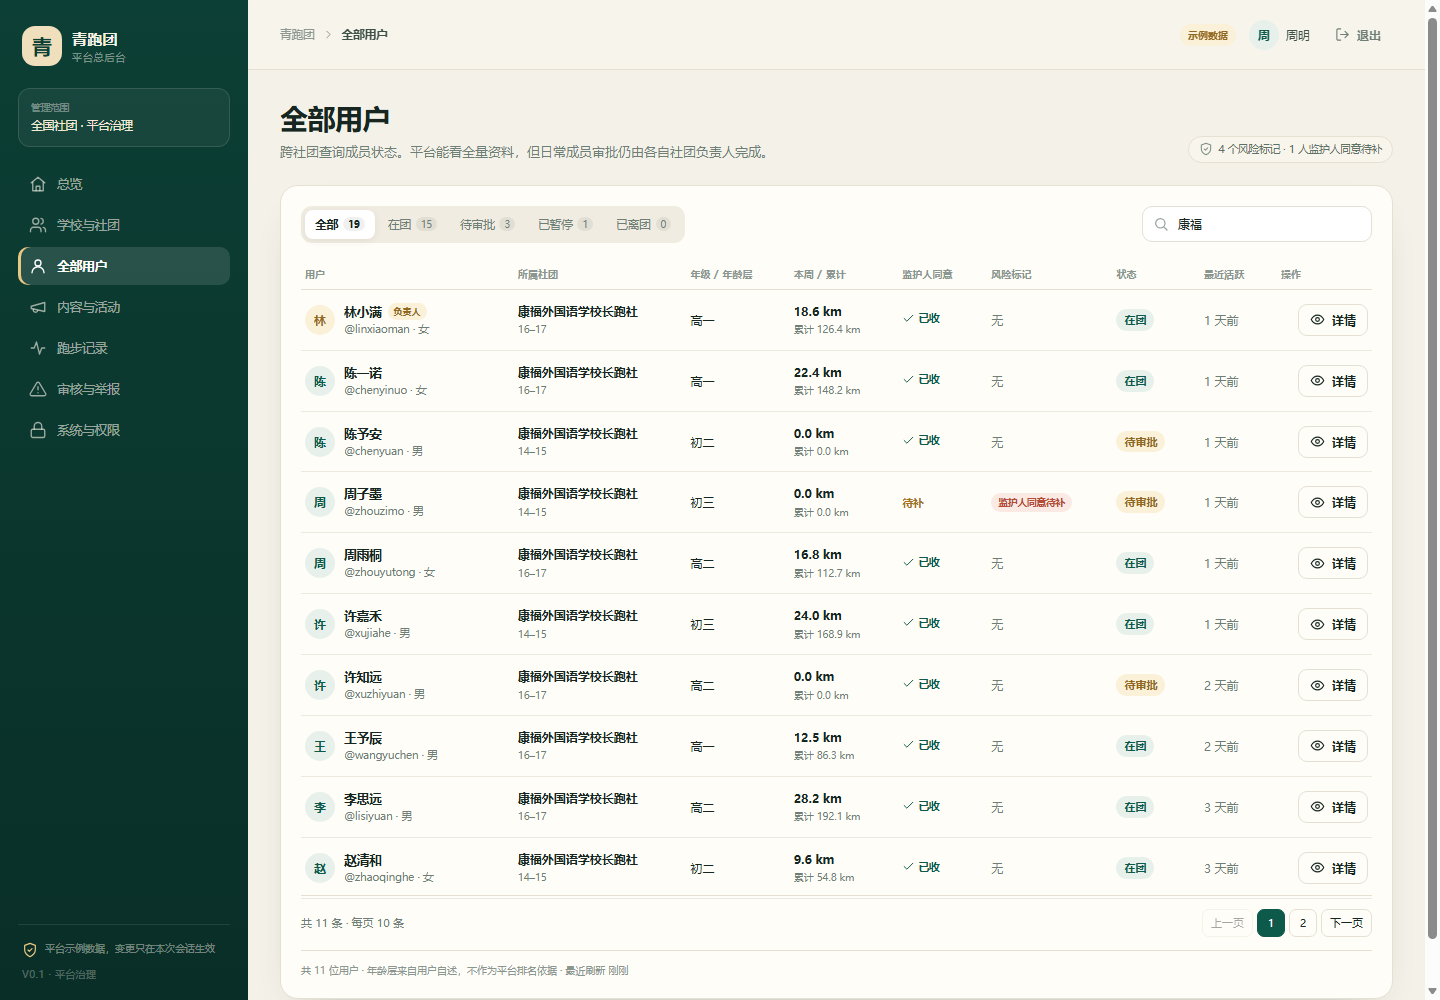 青
青跑团
平台总后台
管理范围
全国社团 · 平台治理
总览
学校与社团
全部用户
内容与活动
跑步记录
审核与举报
系统与权限
平台示例数据，变更只在本次会话生效
V0.1 · 平台治理
青跑团 > 全部用户
示例数据 周 周明 退出
全部用户
跨社团查询成员状态。平台能看全量资料，但日常成员审批仍由各自社团负责人完成。
4 个风险标记 · 1 人监护人同意待补
全部 19 在团 15 待审批 3 已暂停 1 已离团 0
康福
用户 所属社团 年级 / 年龄层 本周 / 累计 监护人同意 风险标记 状态 最近活跃 操作
林 林小满 负责人 康福外国语学校长跑社 高一 18.6 km 已收 无 在团 1 天前 详情
@linxiaoman · 女 16–17 累计 126.4 km
陈 陈一诺 康福外国语学校长跑社 高一 22.4 km 已收 无 在团 1 天前 详情
@chenyinuo · 女 16–17 累计 148.2 km
陈 陈予安 康福外国语学校长跑社 初二 0.0 km 已收 无 待审批 1 天前 详情
@chenyuan · 男 14–15 累计 0.0 km
周 周子墨 康福外国语学校长跑社 初三 0.0 km 待补 监护人同意待补 待审批 1 天前 详情
@zhouzimo · 男 14–15 累计 0.0 km
周 周雨桐 康福外国语学校长跑社 高二 16.8 km 已收 无 在团 1 天前 详情
@zhouyutong · 女 16–17 累计 112.7 km
许 许嘉禾 康福外国语学校长跑社 初三 24.0 km 已收 无 在团 1 天前 详情
@xujiahe · 男 14–15 累计 168.9 km
许 许知远 康福外国语学校长跑社 高二 0.0 km 已收 无 待审批 2 天前 详情
@xuzhiyuan · 男 16–17 累计 0.0 km
王 王予辰 康福外国语学校长跑社 高一 12.5 km 已收 无 在团 2 天前 详情
@wangyuchen · 男 16–17 累计 86.3 km
李 李思远 康福外国语学校长跑社 高二 28.2 km 已收 无 在团 3 天前 详情
@lisiyuan · 男 16–17 累计 192.1 km
赵 赵清和 康福外国语学校长跑社 初二 9.6 km 已收 无 在团 3 天前 详情
@zhaoqinghe · 女 14–15 累计 54.8 km
共 11 条 · 每页 10 条 上一页 1 2 下一页
共 11 位用户 · 年龄层来自用户自述，不作为平台排名依据 · 最近刷新 刚刚